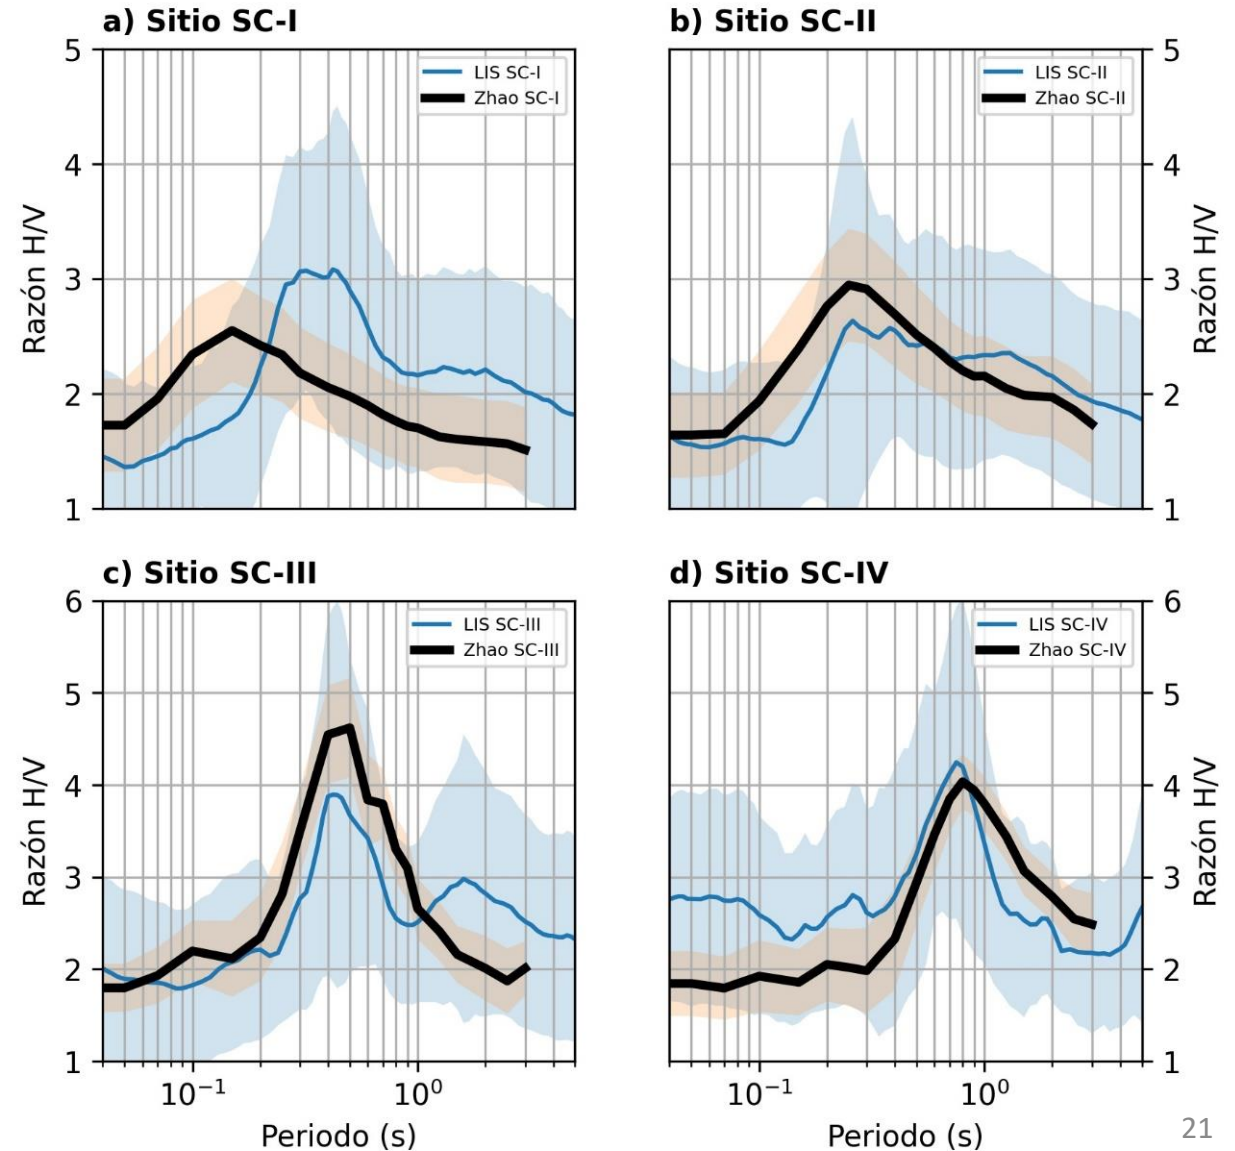 a) Sitio SC-I
5
4
3
2
1
Razón H/V
LIS SC-I
Zhao SC-I
b) Sitio SC-II
5
4
3
2
1
Razón H/V
LIS SC-II
Zhao SC-II
c) Sitio SC-III
6
5
4
3
2
1
Razón H/V
LIS SC-III
Zhao SC-III
10⁻¹
10⁰
Periodo (s)
d) Sitio SC-IV
6
5
4
3
2
1
Razón H/V
LIS SC-IV
Zhao SC-IV
10⁻¹
10⁰
Periodo (s)
21